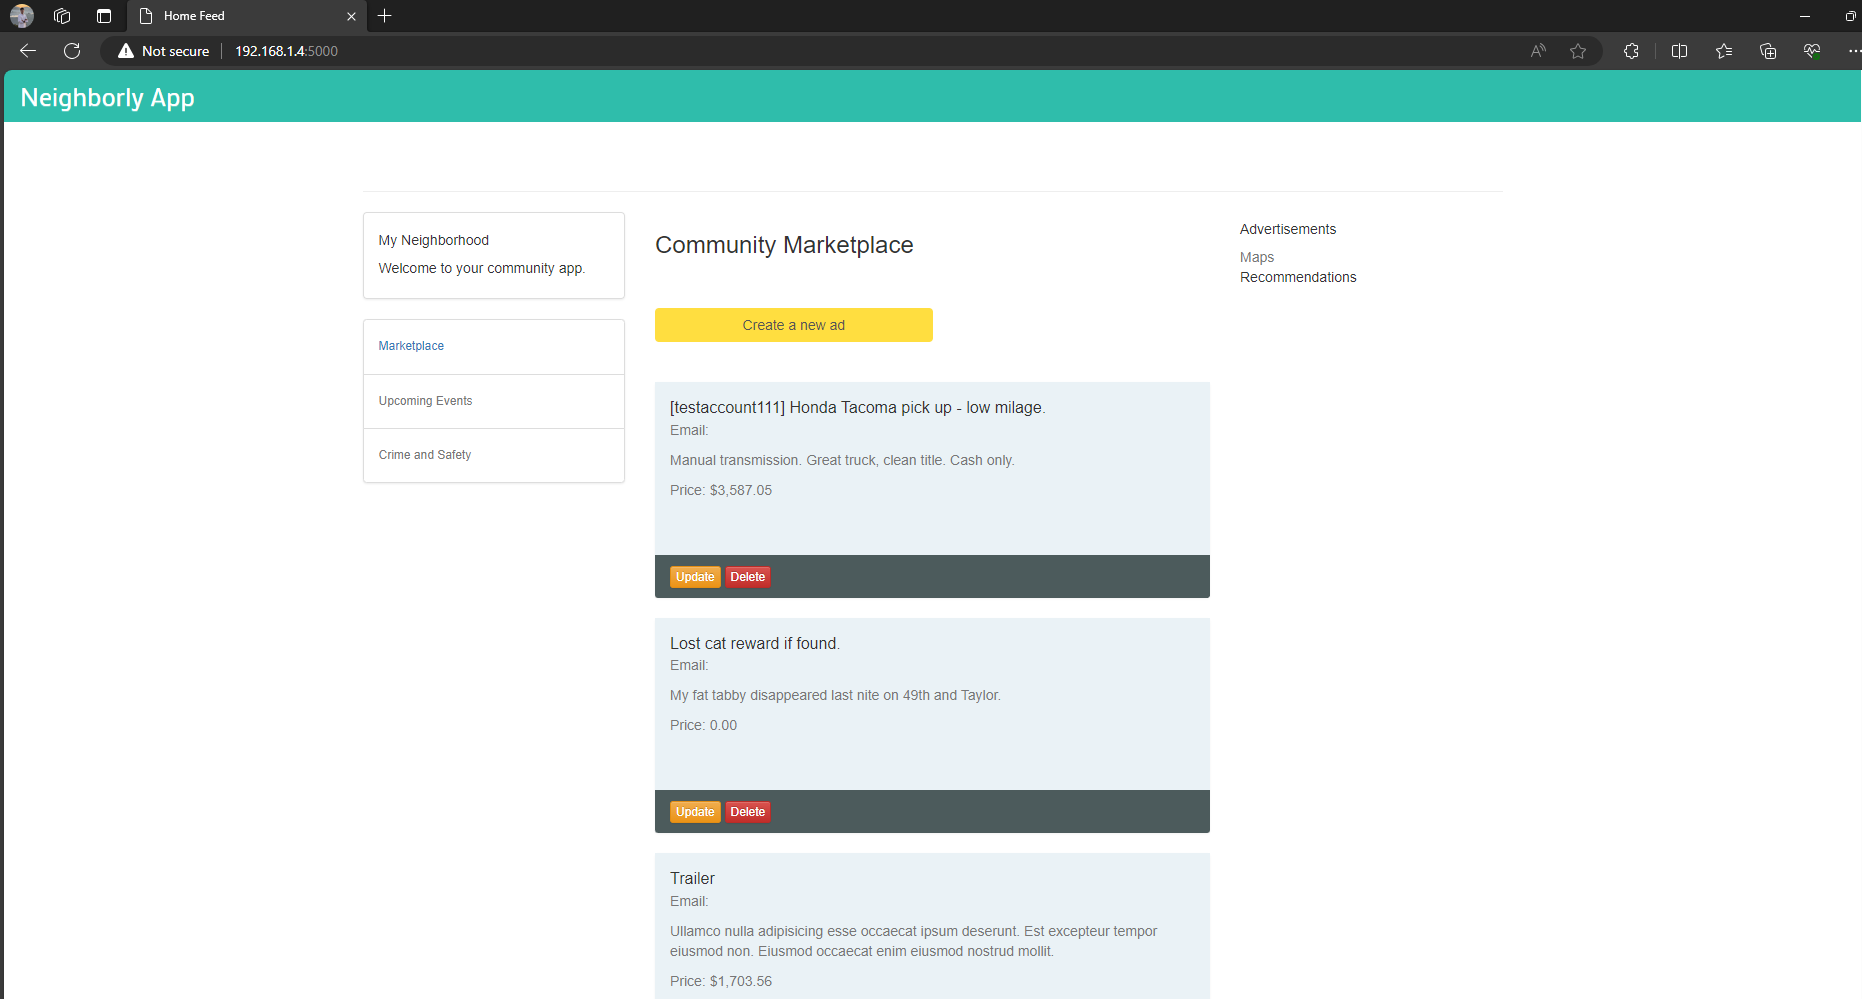 Home Feed
Not secure
192.168.1.4:5000
Neighborly App
My Neighborhood
Welcome to your community app.
Marketplace
Upcoming Events
Crime and Safety
Community Marketplace
Create a new ad
[testaccount111] Honda Tacoma pick up - low milage.
Email:
Manual transmission. Great truck, clean title. Cash only.
Price: $3,587.05
Update Delete
Lost cat reward if found.
Email:
My fat tabby disappeared last nite on 49th and Taylor.
Price: 0.00
Update Delete
Trailer
Email:
Ullamco nulla adipisicing esse occaecat ipsum deserunt. Est excepteur tempor
eiusmod non. Eiusmod occaecat enim eiusmod nostrud mollit.
Price: $1,703.56
Advertisements
Maps
Recommendations